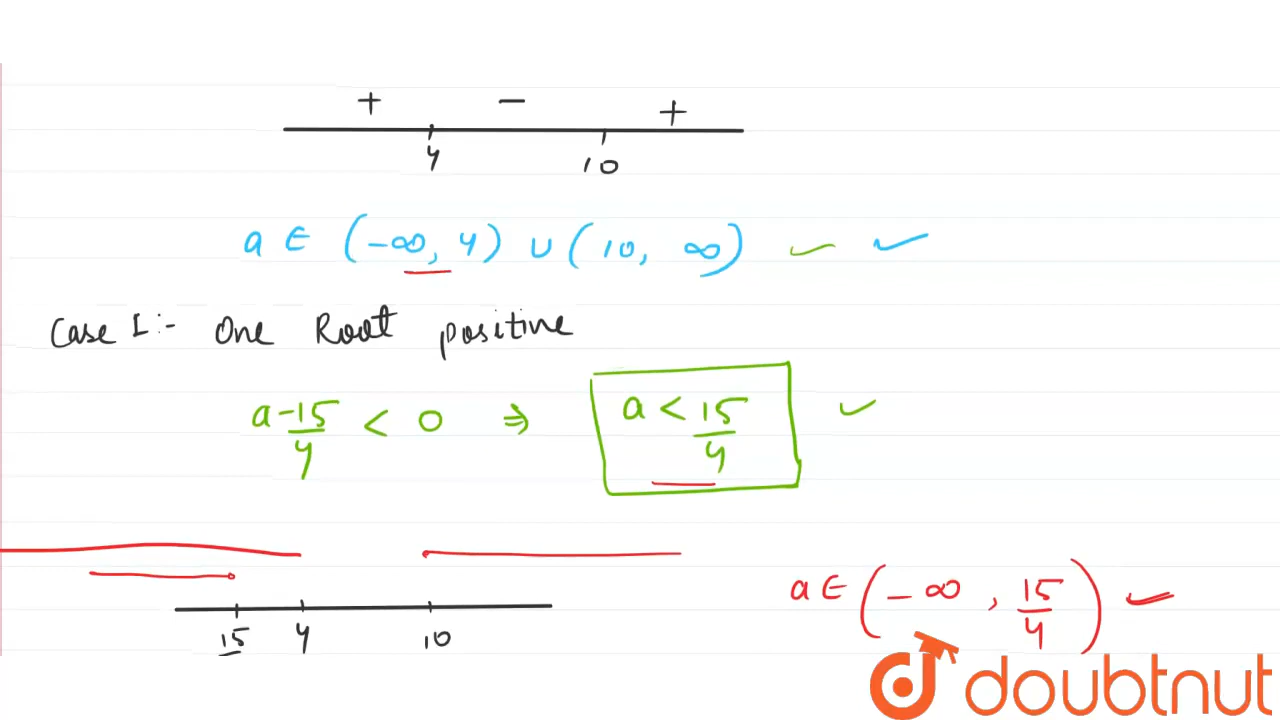 + − +
4 10
a ∈ (-∞, 4) ∪ (10, ∞) ✓ ✓
Case I :- One Root positive
a - 15/4 < 0 ⇒ a < 15/4 ✓
a ∈ (-∞, 15/4) ✓
15 4 10
doubtnut